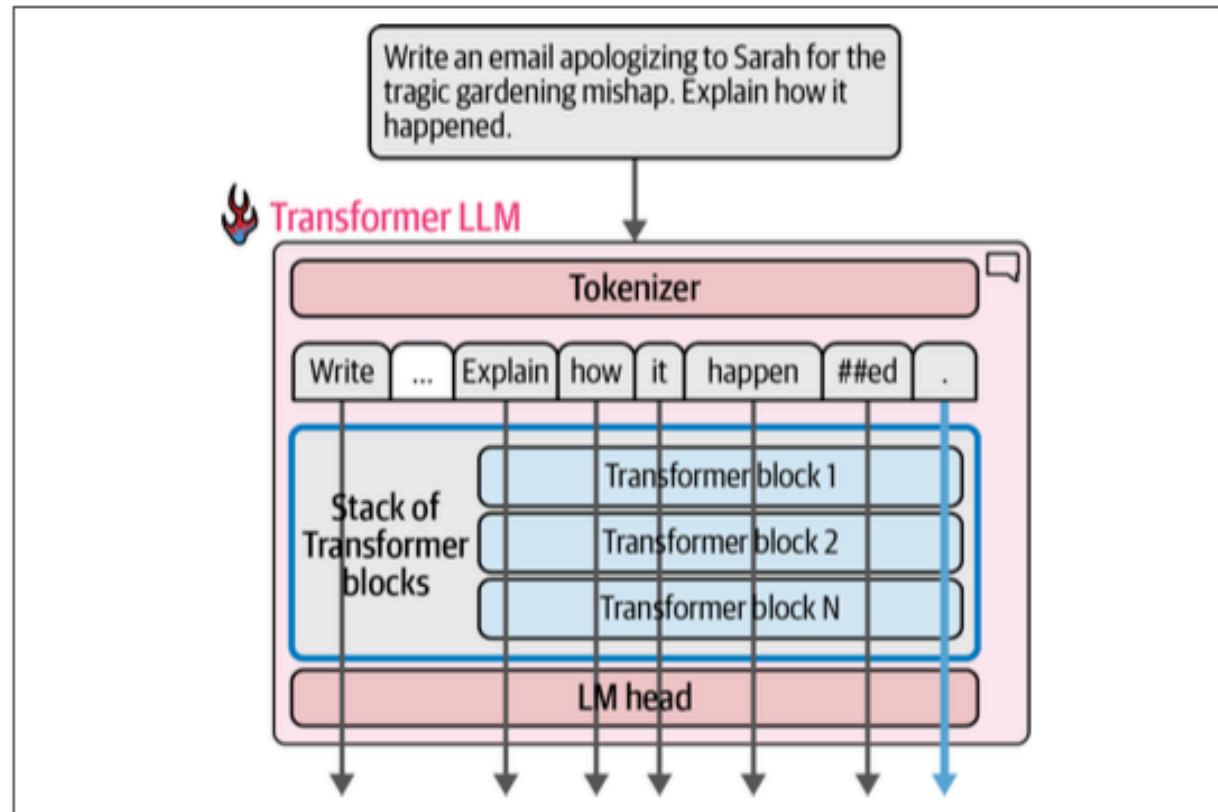 Write an email apologizing to Sarah for the
tragic gardening mishap. Explain how it
happened.
Transformer LLM
Tokenizer
Write ... Explain how it happen ##ed .
Stack of
Transformer
blocks
Transformer block 1
Transformer block 2
Transformer block N
LM head